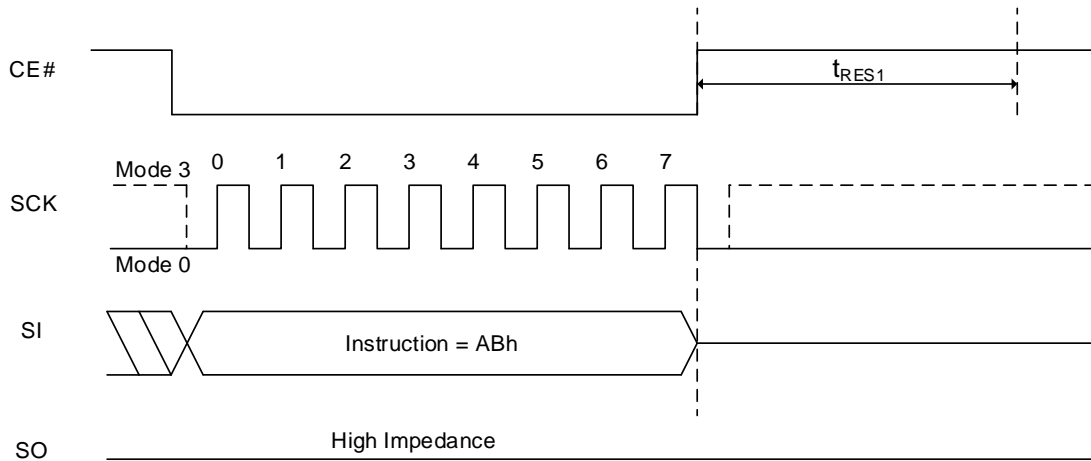 CE#
tRES1
Mode 3
0 1 2 3 4 5 6 7
SCK
Mode 0
SI
Instruction = ABh
High Impedance
SO